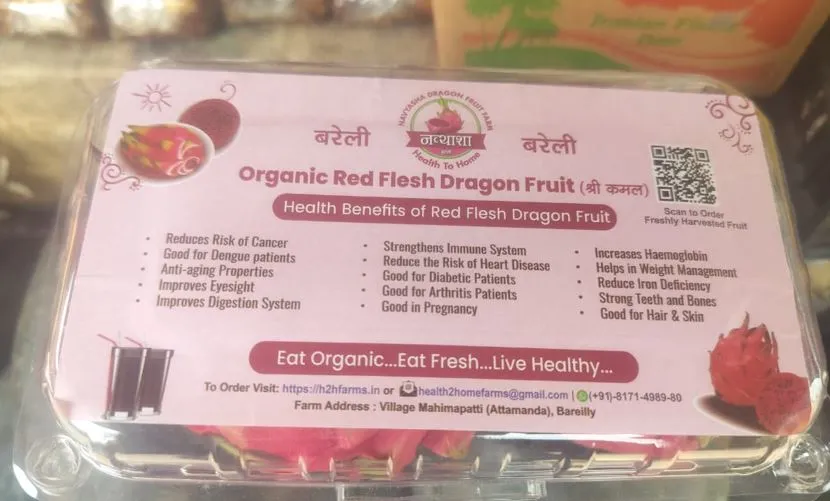 NAVYASHA DRAGON FRUIT FARM
बरेली
नव्याशा
बरेली
Health To Home
Organic Red Flesh Dragon Fruit (श्री कमल)
Health Benefits of Red Flesh Dragon Fruit
Scan to Order
Freshly Harvested Fruit
• Reduces Risk of Cancer
• Good for Dengue patients
• Anti-aging Properties
• Improves Eyesight
• Improves Digestion System
• Strengthens Immune System
• Reduce the Risk of Heart Disease
• Good for Diabetic Patients
• Good for Arthritis Patients
• Good in Pregnancy
• Increases Haemoglobin
• Helps in Weight Management
• Reduce Iron Deficiency
• Strong Teeth and Bones
• Good for Hair & Skin
Eat Organic...Eat Fresh...Live Healthy...
To Order Visit: https://h2hfarms.in or health2homefarms@gmail.com | (+91)-8171-4989-80
Farm Address : Village Mahimapatti (Attamanda), Bareilly